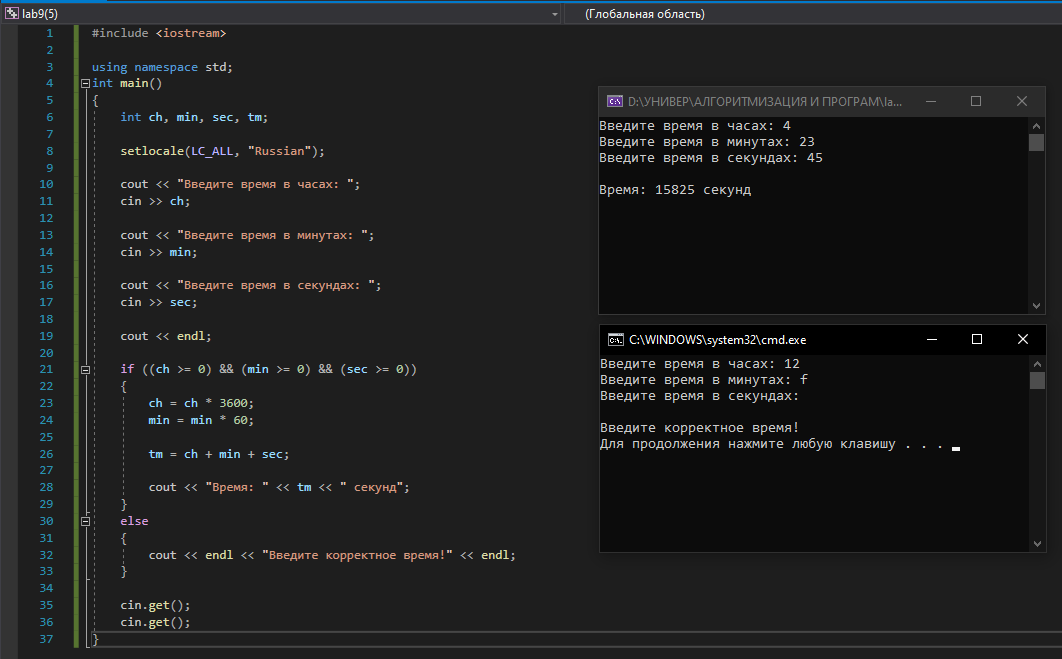 lab9(5)
(Глобальная область)
1 #include <iostream>
2
3 using namespace std;
4 int main()
5 {
6 int ch, min, sec, tm;
7
8 setlocale(LC_ALL, "Russian");
9
10 cout << "Введите время в часах: ";
11 cin >> ch;
12
13 cout << "Введите время в минутах: ";
14 cin >> min;
15
16 cout << "Введите время в секундах: ";
17 cin >> sec;
18
19 cout << endl;
20
21 if ((ch >= 0) && (min >= 0) && (sec >= 0))
22 {
23 ch = ch * 3600;
24 min = min * 60;
25
26 tm = ch + min + sec;
27
28 cout << "Время: " << tm << " секунд";
29 }
30 else
31 {
32 cout << endl << "Введите корректное время!" << endl;
33 }
34
35 cin.get();
36 cin.get();
37 }
D:\УНИВЕР\АЛГОРИТМИЗАЦИЯ И ПРОГРАМ\la...
Введите время в часах: 4
Введите время в минутах: 23
Введите время в секундах: 45
Время: 15825 секунд
C:\WINDOWS\system32\cmd.exe
Введите время в часах: 12
Введите время в минутах: f
Введите время в секундах:
Введите корректное время!
Для продолжения нажмите любую клавишу . . .